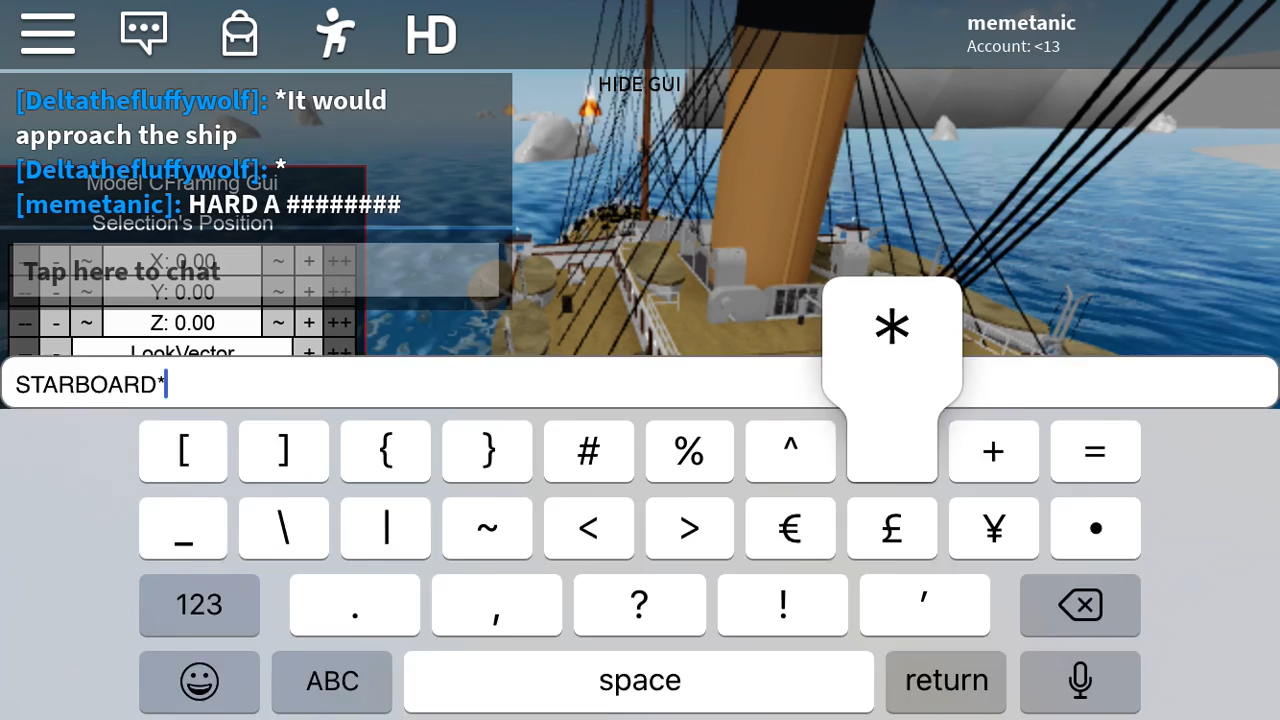 HD
memetanic
Account: <13
HIDE GUI
[Deltathefluffywolf]: *It would
approach the ship
[Deltathefluffywolf]: *
[memetanic]: HARD A ########
Model CFraming Gui
Selection's Position
Tap here to chat
-- - ~ X: 0.00 ~ + ++
- ~ Y: 0.00 ~ + ++
-- - ~ Z: 0.00 ~ + ++
-- - LookVector + ++
STARBOARD*
*
[ ] { } # % ^ + =
_ \ | ~ < > € £ ¥ •
123 . , ? ! ’
ABC space return